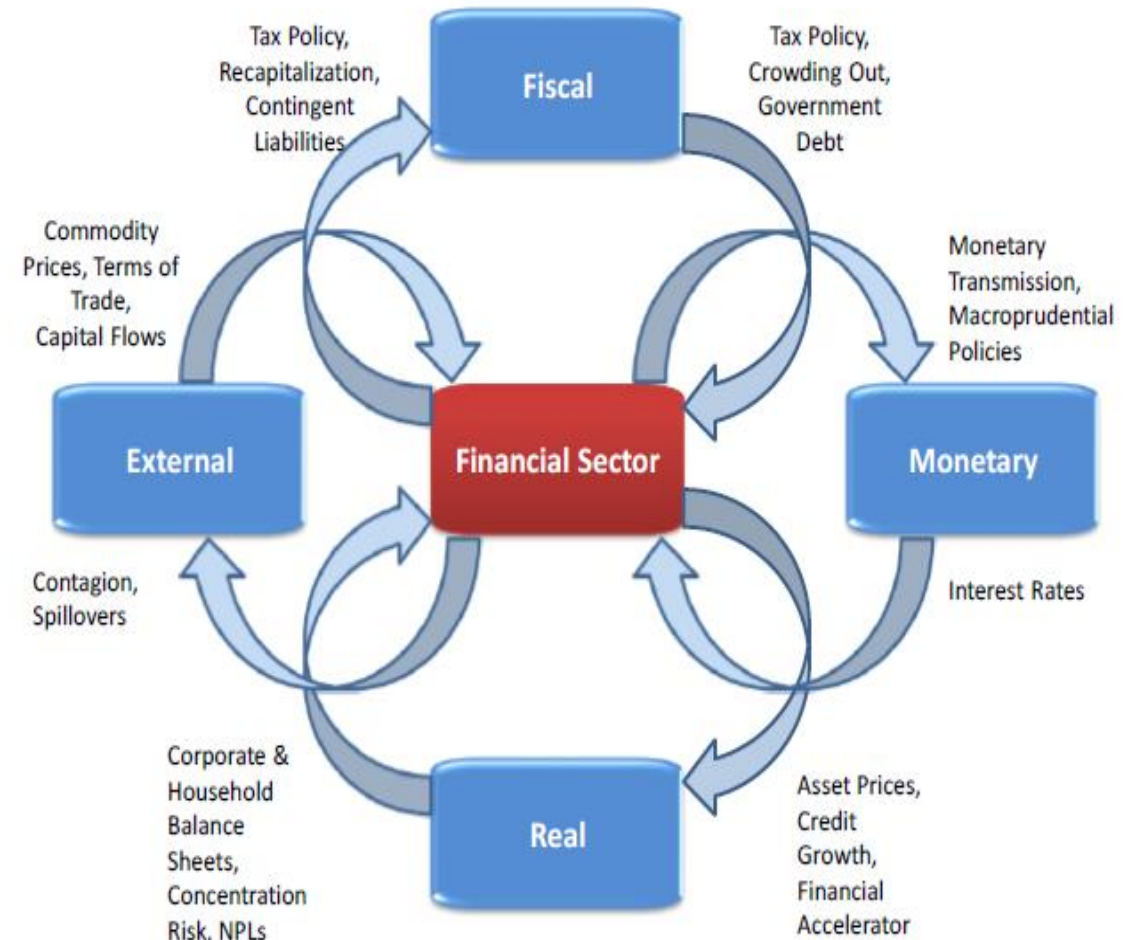 Tax Policy,
Recapitalization,
Contingent
Liabilities
Fiscal
Tax Policy,
Crowding Out,
Government
Debt
Commodity
Prices, Terms of
Trade,
Capital Flows
Monetary
Transmission,
Macroprudential
Policies
External
Financial Sector
Monetary
Contagion,
Spillovers
Interest Rates
Corporate &
Household
Balance
Sheets,
Concentration
Risk, NPLs
Real
Asset Prices,
Credit
Growth,
Financial
Accelerator